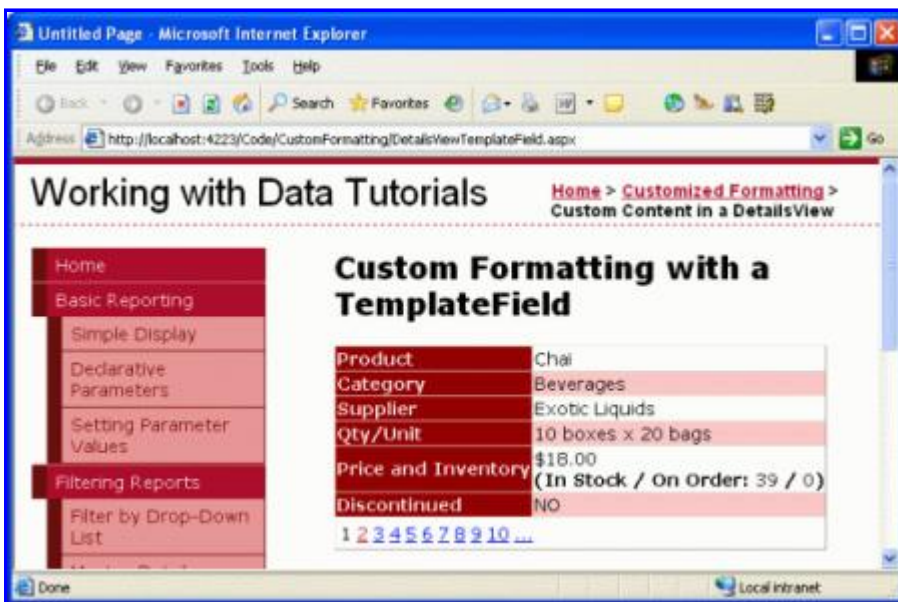 Untitled Page - Microsoft Internet Explorer
File Edit View Favorites Tools Help
Back Search Favorites
Address http://localhost:4223/Code/CustomFormatting/DetailsViewTemplateField.aspx Go
Working with Data Tutorials
Home > Customized Formatting >
Custom Content in a DetailsView
Home
Basic Reporting
Simple Display
Declarative
Parameters
Setting Parameter
Values
Filtering Reports
Filter by Drop-Down
List
Custom Formatting with a
TemplateField
Product Chai
Category Beverages
Supplier Exotic Liquids
Qty/Unit 10 boxes x 20 bags
Price and Inventory $18.00
(In Stock / On Order: 39 / 0)
Discontinued NO
1 2 3 4 5 6 7 8 9 10 ...
Done Local intranet